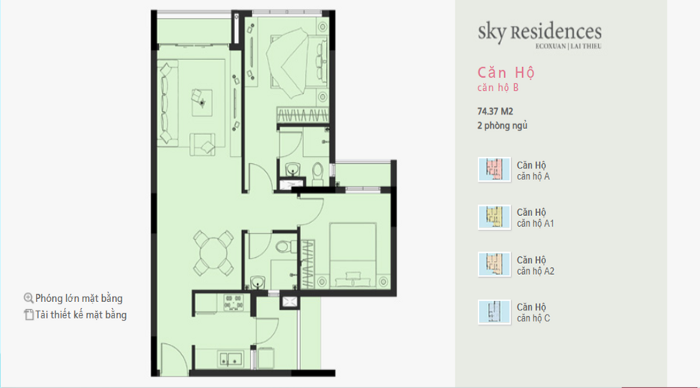 Sky Residences
ECOXUAN | LAI THIEU
Căn Hộ
căn hộ B
74.37 M2
2 phòng ngủ
Căn Hộ
căn hộ A
Căn Hộ
căn hộ A1
Căn Hộ
căn hộ A2
Căn Hộ
căn hộ C
Phóng lớn mặt bằng
Tải thiết kế mặt bằng